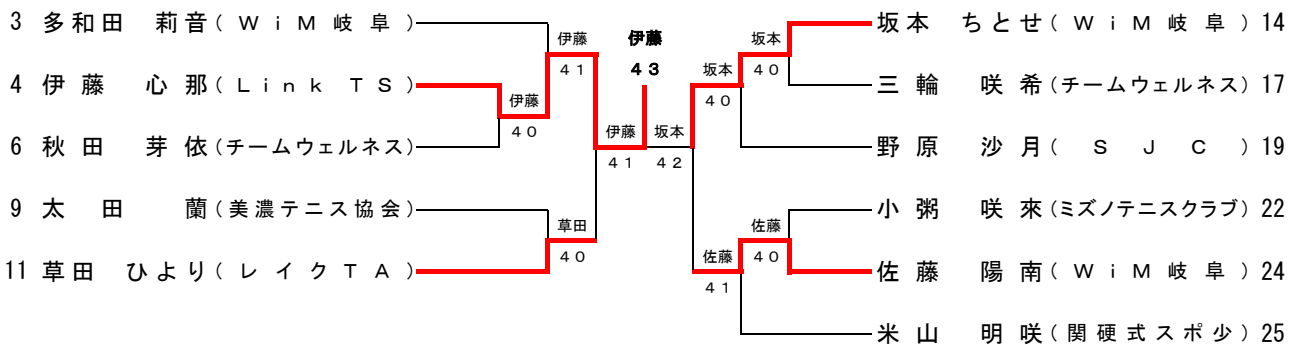 3 多和田 莉音(ＷｉＭ岐阜)
4 伊藤 心那(Ｌｉｎｋ ＴＳ)
6 秋田 芽依(チームウェルネス)
9 太田 蘭(美濃テニス協会)
11 草田 ひより(レイクＴＡ)
伊藤
４０
伊藤
４１
草田
４０
伊藤
４１
伊藤
４３
坂本
４２
坂本
４０
坂本
４０
佐藤
４０
佐藤
４１
坂本 ちとせ(ＷｉＭ岐阜) 14
三輪 咲希(チームウェルネス) 17
野原 沙月(ＳＪＣ) 19
小粥 咲來(ミズノテニスクラブ) 22
佐藤 陽南(ＷｉＭ岐阜) 24
米山 明咲(関硬式スポ少) 25